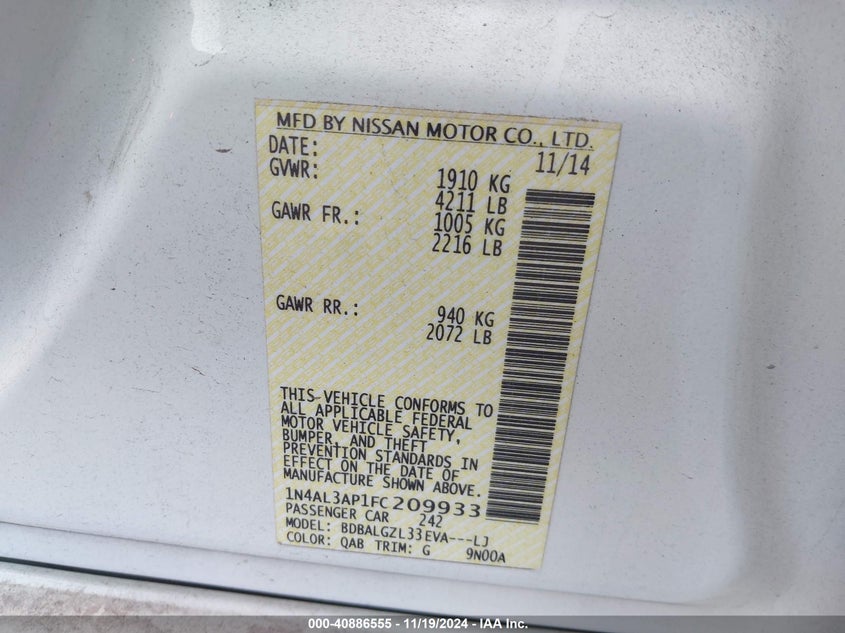 MFD BY NISSAN MOTOR CO., LTD.
DATE: 11/14
GVWR: 1910 KG
4211 LB
GAWR FR.: 1005 KG
2216 LB
GAWR RR.: 940 KG
2072 LB
THIS VEHICLE CONFORMS TO
ALL APPLICABLE FEDERAL
MOTOR VEHICLE SAFETY,
BUMPER, AND THEFT
PREVENTION STANDARDS IN
EFFECT ON THE DATE OF
MANUFACTURE SHOWN ABOVE.
1N4AL3AP1FC209933
PASSENGER CAR 242
MODEL: BDBALGZL33EVA---LJ
COLOR: QAB TRIM: G 9N00A
000-40886555 - 11/19/2024 - IAA Inc.